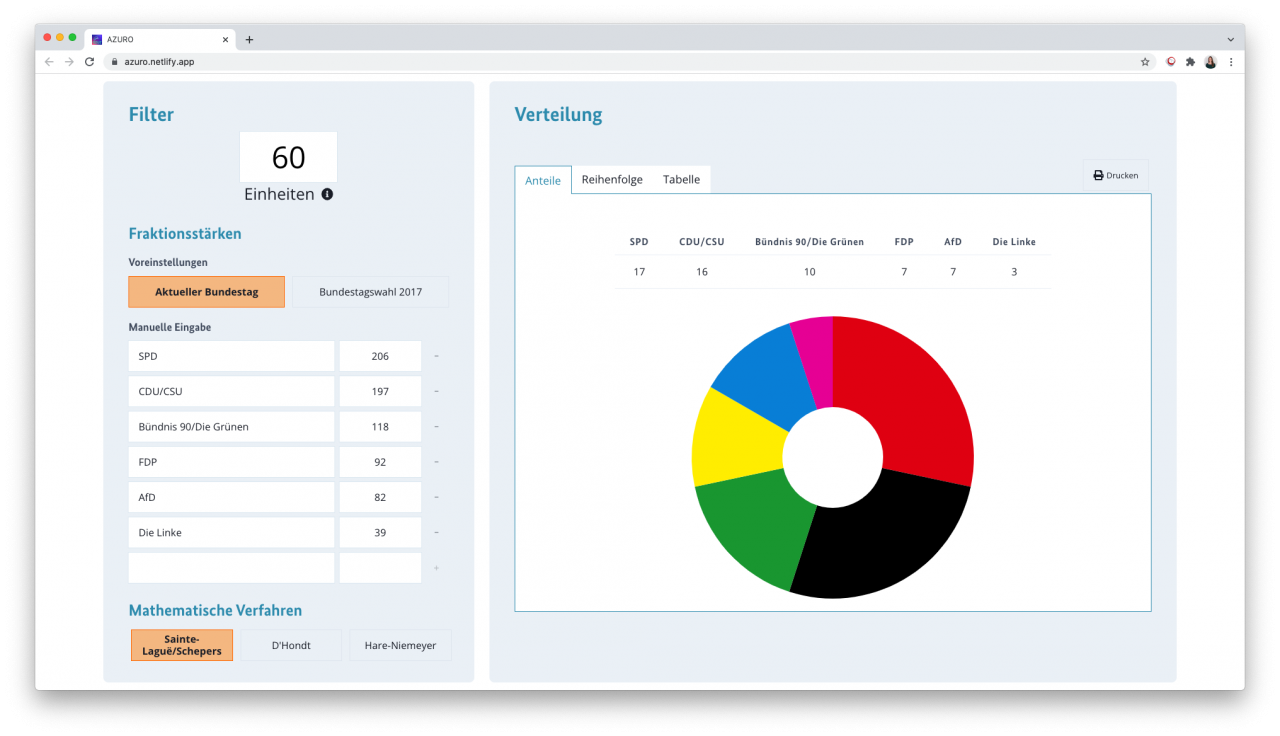 AZURO
azuro.netlify.app
Filter
60
Einheiten
Fraktionsstärken
Voreinstellungen
Aktueller Bundestag
Bundestagswahl 2017
Manuelle Eingabe
SPD 206 −
CDU/CSU 197 −
Bündnis 90/Die Grünen 118 −
FDP 92 −
AfD 82 −
Die Linke 39 −
+
Mathematische Verfahren
Sainte-
Laguë/Schepers
D'Hondt
Hare-Niemeyer
Verteilung
Anteile Reihenfolge Tabelle
Drucken
SPD CDU/CSU Bündnis 90/Die Grünen FDP AfD Die Linke
17 16 10 7 7 3